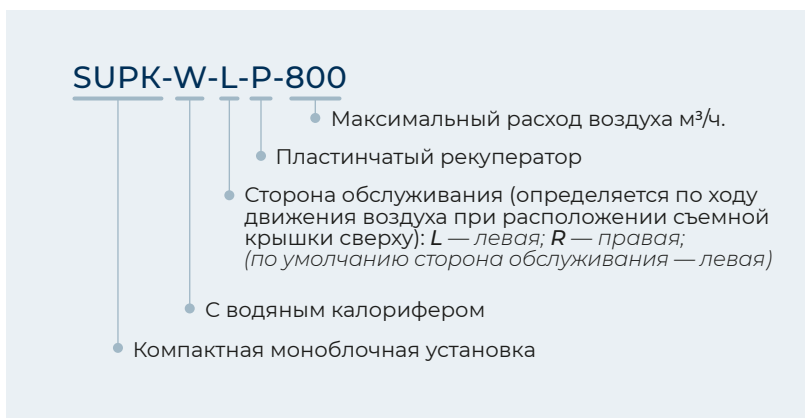 SUPK-W-L-P-800
Максимальный расход воздуха м³/ч.
Пластинчатый рекуператор
Сторона обслуживания (определяется по ходу
движения воздуха при расположении съемной
крышки сверху): L — левая; R — правая;
(по умолчанию сторона обслуживания — левая)
С водяным калорифером
Компактная моноблочная установка